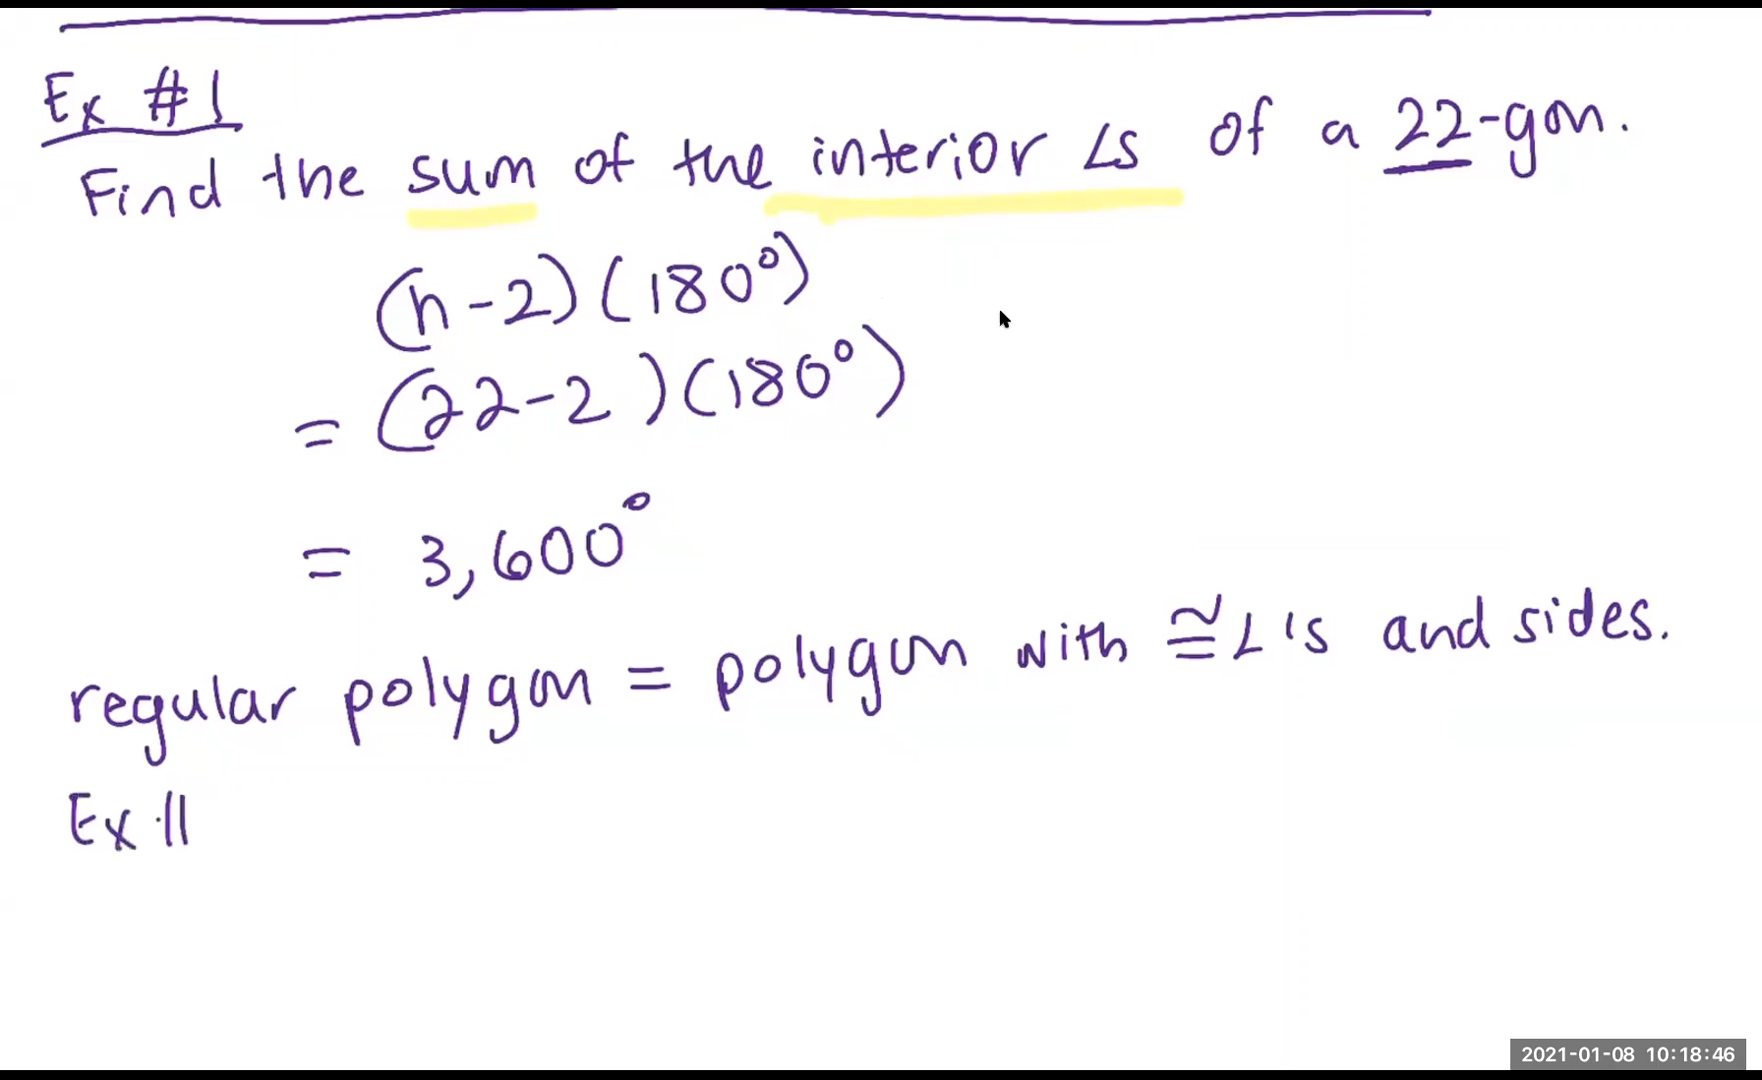 Ex #1
Find the sum of the interior ∠s of a 22-gon.
(n-2)(180°)
= (22-2)(180°)
= 3,600°
regular polygon = polygon with ≅∠'s and sides.
Ex
2021-01-08 10:18:46